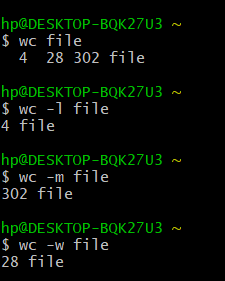 hp@DESKTOP-BQK27U3 ~
$ wc file
  4  28 302 file
hp@DESKTOP-BQK27U3 ~
$ wc -l file
4 file
hp@DESKTOP-BQK27U3 ~
$ wc -m file
302 file
hp@DESKTOP-BQK27U3 ~
$ wc -w file
28 file